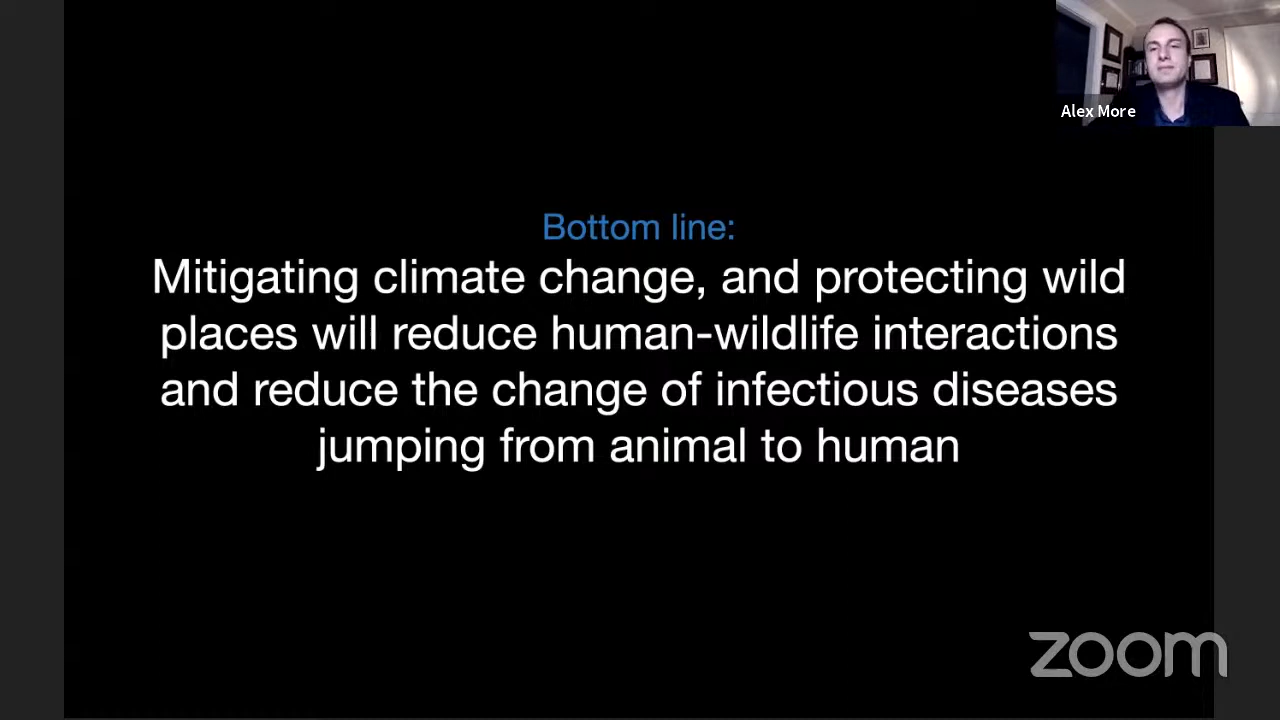 Alex More
Bottom line:
Mitigating climate change, and protecting wild
places will reduce human-wildlife interactions
and reduce the change of infectious diseases
jumping from animal to human
zoom